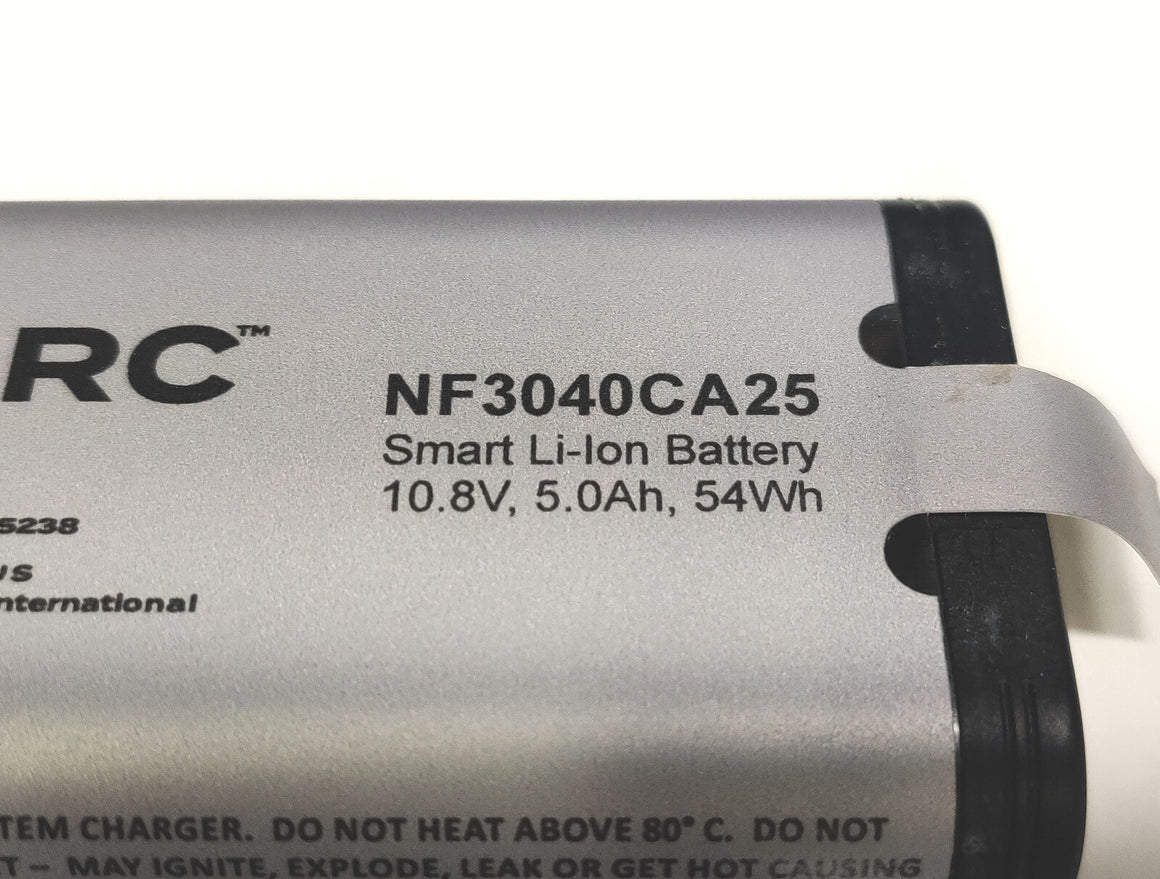 RC™
NF3040CA25
Smart Li-Ion Battery
10.8V, 5.0Ah, 54Wh
5238
US
nternational
TEM CHARGER. DO NOT HEAT ABOVE 80° C. DO NOT
T – MAY IGNITE, EXPLODE, LEAK OR GET HOT CAUSING